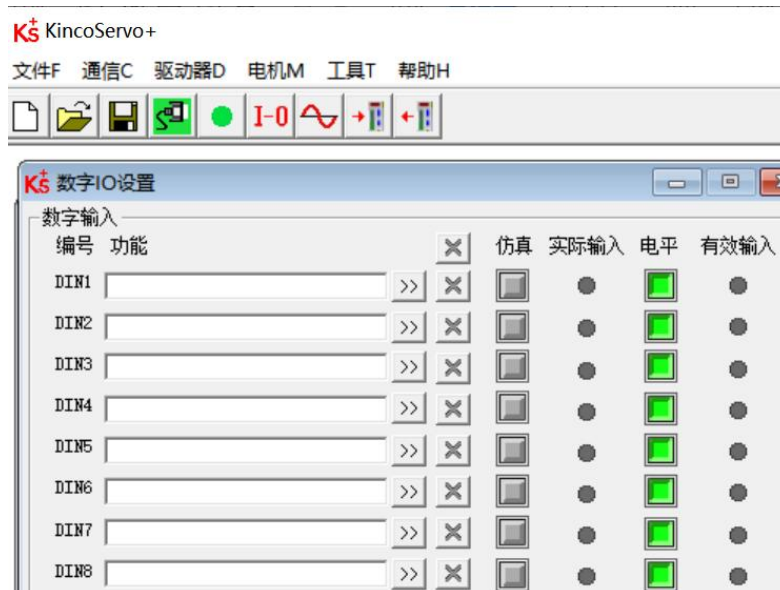 KS+ KincoServo+
文件F 通信C 驱动器D 电机M 工具T 帮助H
I-0
KS+ 数字IO设置
数字输入
编号 功能 仿真 实际输入 电平 有效输入
DIN1 >>
DIN2 >>
DIN3 >>
DIN4 >>
DIN5 >>
DIN6 >>
DIN7 >>
DIN8 >>